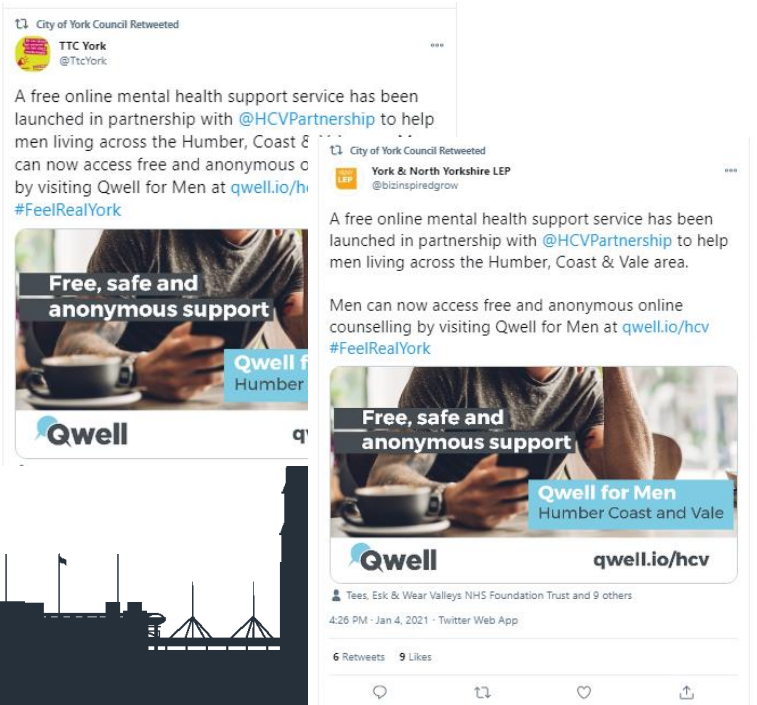 City of York Council Retweeted
TTC York
@TtcYork
A free online mental health support service has been
launched in partnership with @HCVPartnership to help
men living across the Humber, Coast &
can now access free and anonymous
by visiting Qwell for Men at qwell.io/h
#FeelRealYork
Free, safe and
anonymous support
Qwell f
Humber
Qwell
City of York Council Retweeted
York & North Yorkshire LEP
@bizinspiredgrow
A free online mental health support service has been
launched in partnership with @HCVPartnership to help
men living across the Humber, Coast & Vale area.
Men can now access free and anonymous online
counselling by visiting Qwell for Men at qwell.io/hcv
#FeelRealYork
Free, safe and
anonymous support
Qwell for Men
Humber Coast and Vale
Qwell
qwell.io/hcv
Tees, Esk & Wear Valleys NHS Foundation Trust and 9 others
4:26 PM · Jan 4, 2021 · Twitter Web App
6 Retweets 9 Likes